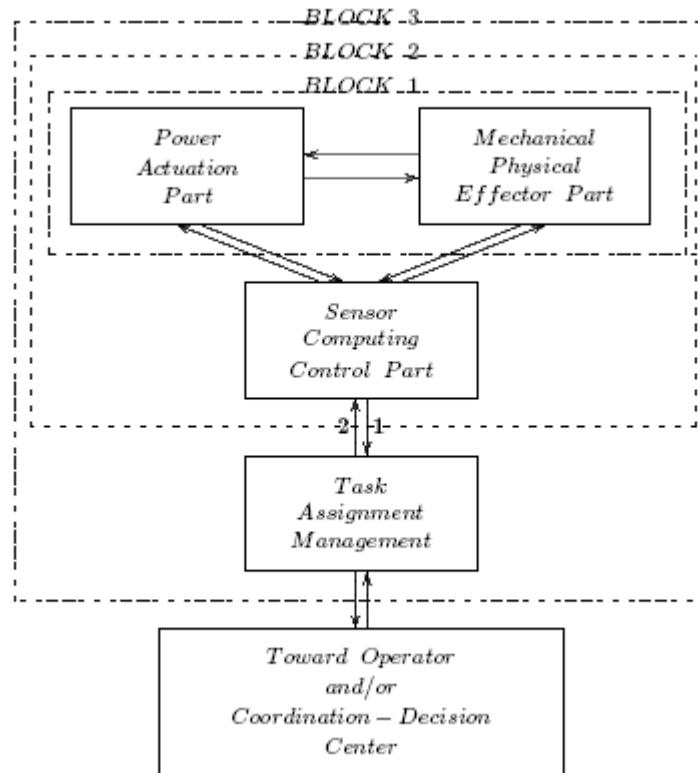 BLOCK 3
BLOCK 2
BLOCK 1
Power
Actuation
Part
Mechanical
Physical
Effector Part
Sensor
Computing
Control Part
2 1
Task
Assignment
Management
Toward Operator
and/or
Coordination – Decision
Center